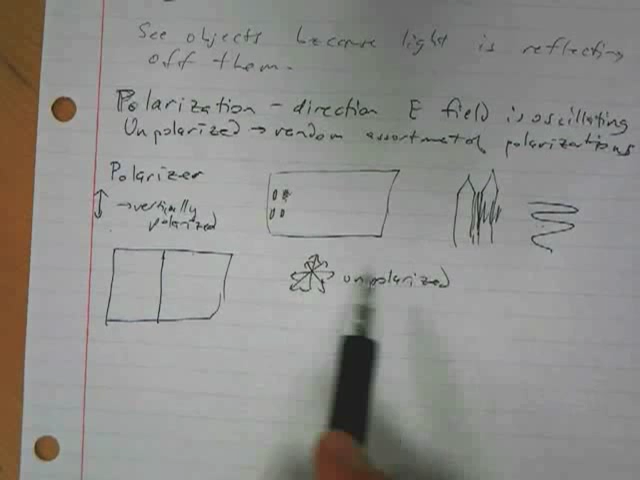 See objects because light is reflecting
off them.
Polarization - direction E field is oscillating
Unpolarized → random assortment of polarizations
Polarizer
→ vertically
polarized
unpolarized